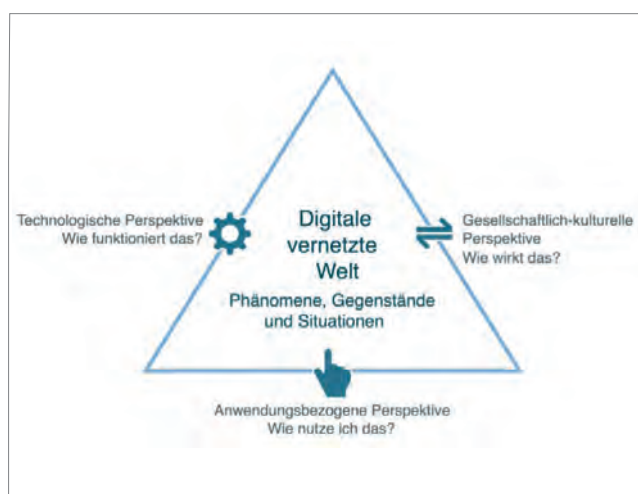 Technologische Perspektive
Wie funktioniert das?
Digitale
vernetzte
Welt
Phänomene, Gegenstände
und Situationen
Gesellschaftlich-kulturelle
Perspektive
Wie wirkt das?
Anwendungsbezogene Perspektive
Wie nutze ich das?